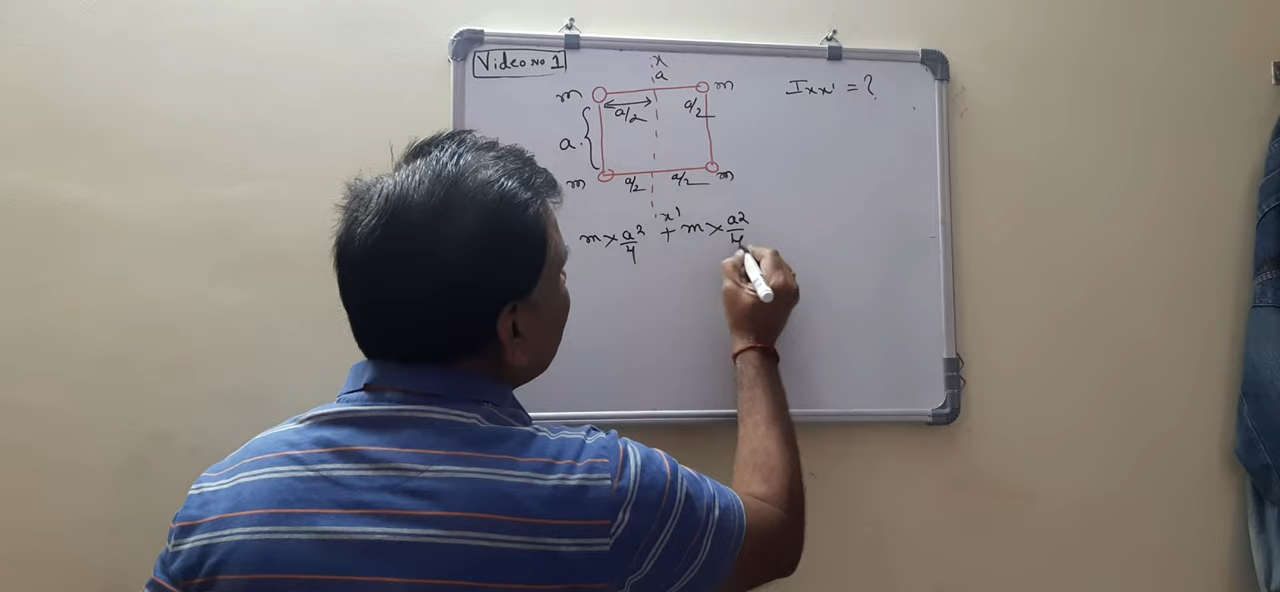 Video No 1
x
a
Ixx' = ?
m
m
a/2
a/2
a
m
a/2
a/2
m
x'
m × a²/4 + m × a²/4